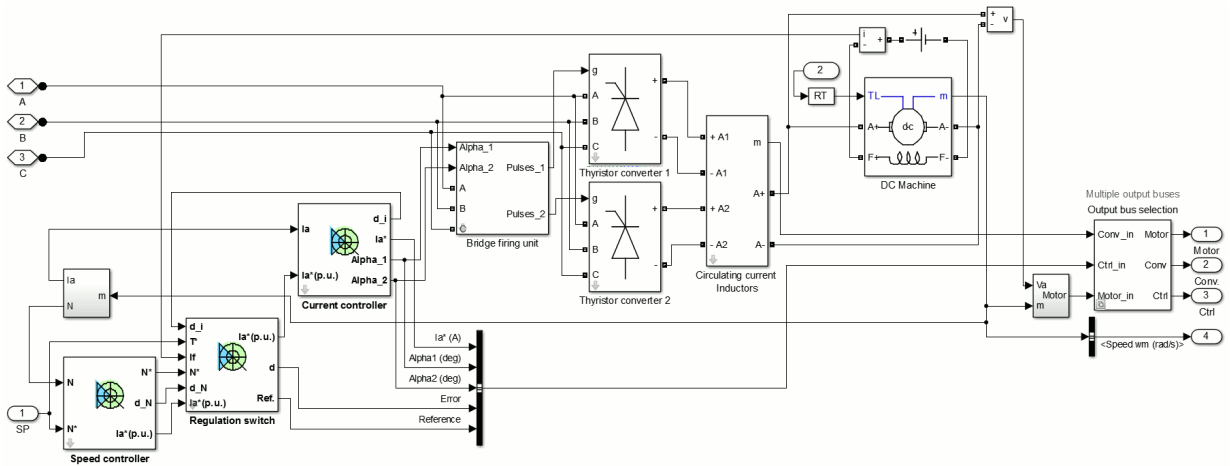 1
A
2
B
3
C
g
A
B
C
+
-
Thyristor converter 1
g
A
B
C
+
-
Thyristor converter 2
Alpha_1
Alpha_2
A
B
C
Pulses_1
Pulses_2
Bridge firing unit
+ A1
- A1
+ A2
- A2
m
A+
A-
Circulating current
Inductors
+
-
v
i
+
-
+
2
RT
TL
m
A+
dc
A-
F+
F-
DC Machine
Multiple output buses
Output bus selection
Conv_in
Ctrl_in
Motor_in
Motor
Conv
Ctrl
1
Motor
2
Conv.
3
Ctrl
4
<Speed wm (rad/s)>
Va
m
Motor
Ia
Ia*(p.u.)
d_i
Ia*
Alpha_1
Alpha_2
Current controller
Ia
N
m
d_i
T*
If
N*
d_N
Ia*(p.u.)
Ia*(p.u.)
d
Ref.
Regulation switch
1
SP
N
N*
N*
d_N
Ia*(p.u.)
Speed controller
Ia* (A)
Alpha1 (deg)
Alpha2 (deg)
Error
Reference